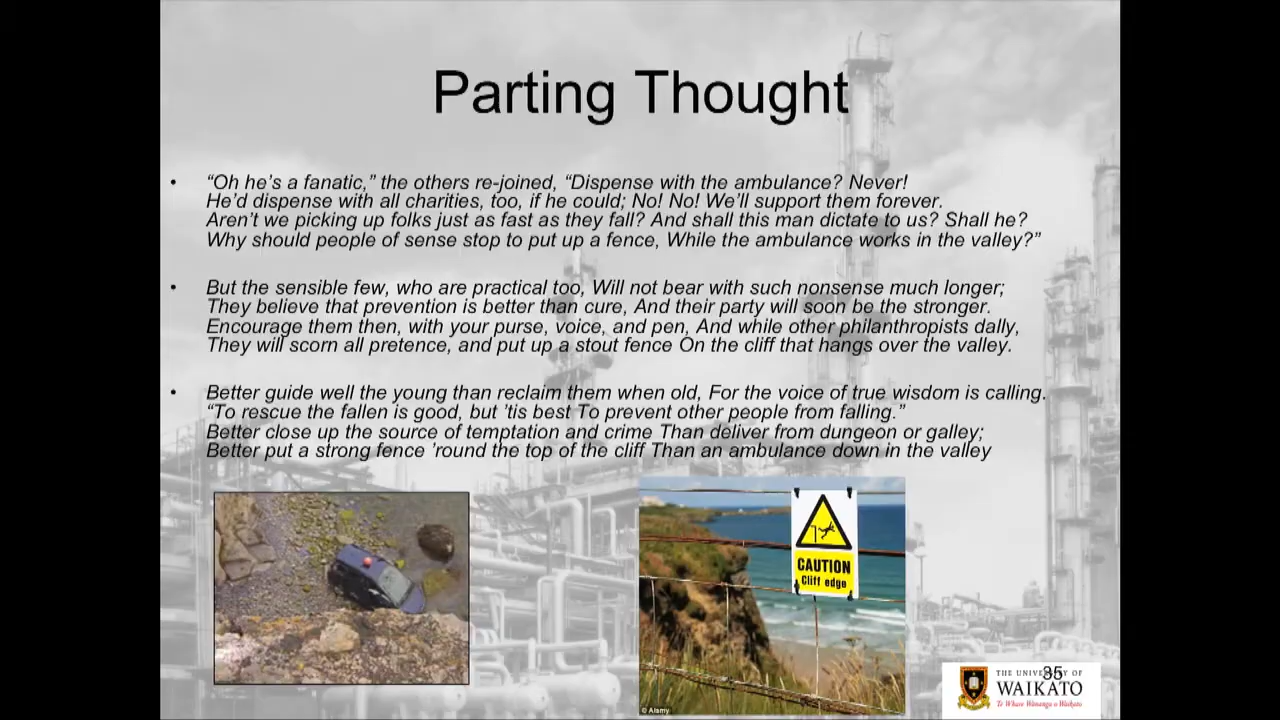 Parting Thought
• “Oh he’s a fanatic,” the others re-joined, “Dispense with the ambulance? Never!
He’d dispense with all charities, too, if he could; No! No! We’ll support them forever.
Aren’t we picking up folks just as fast as they fall? And shall this man dictate to us? Shall he?
Why should people of sense stop to put up a fence, While the ambulance works in the valley?”
• But the sensible few, who are practical too, Will not bear with such nonsense much longer;
They believe that prevention is better than cure, And their party will soon be the stronger.
Encourage them then, with your purse, voice, and pen, And while other philanthropists dally,
They will scorn all pretence, and put up a stout fence On the cliff that hangs over the valley.
• Better guide well the young than reclaim them when old, For the voice of true wisdom is calling.
“To rescue the fallen is good, but ’tis best To prevent other people from falling.”
Better close up the source of temptation and crime Than deliver from dungeon or galley;
Better put a strong fence ’round the top of the cliff Than an ambulance down in the valley
CAUTION
Cliff edge
© Alamy
35
THE UNIVERSITY OF
WAIKATO
Te Whare Wānanga o Waikato